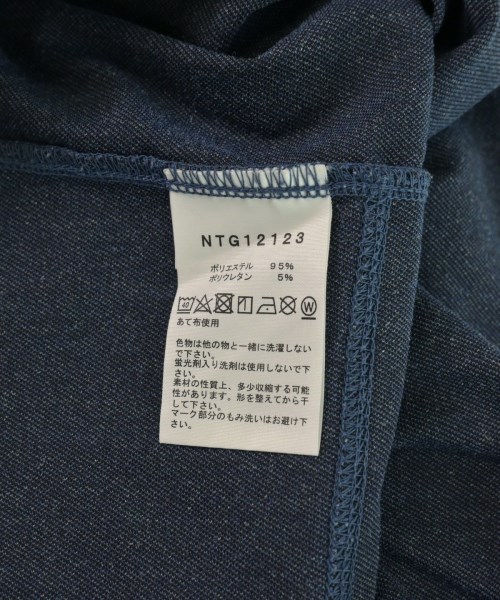 NTG12123
ポリエステル 95%
ポリウレタン 5%
40 W
あて布使用
色物は他の物と一緒に洗濯しない
で下さい。
蛍光剤入り洗剤は使用しないで下
さい。
素材の性質上、多少収縮する可能
性があります。形を整えてから干
して下さい。
マーク部分のもみ洗いはお避け下
さい。